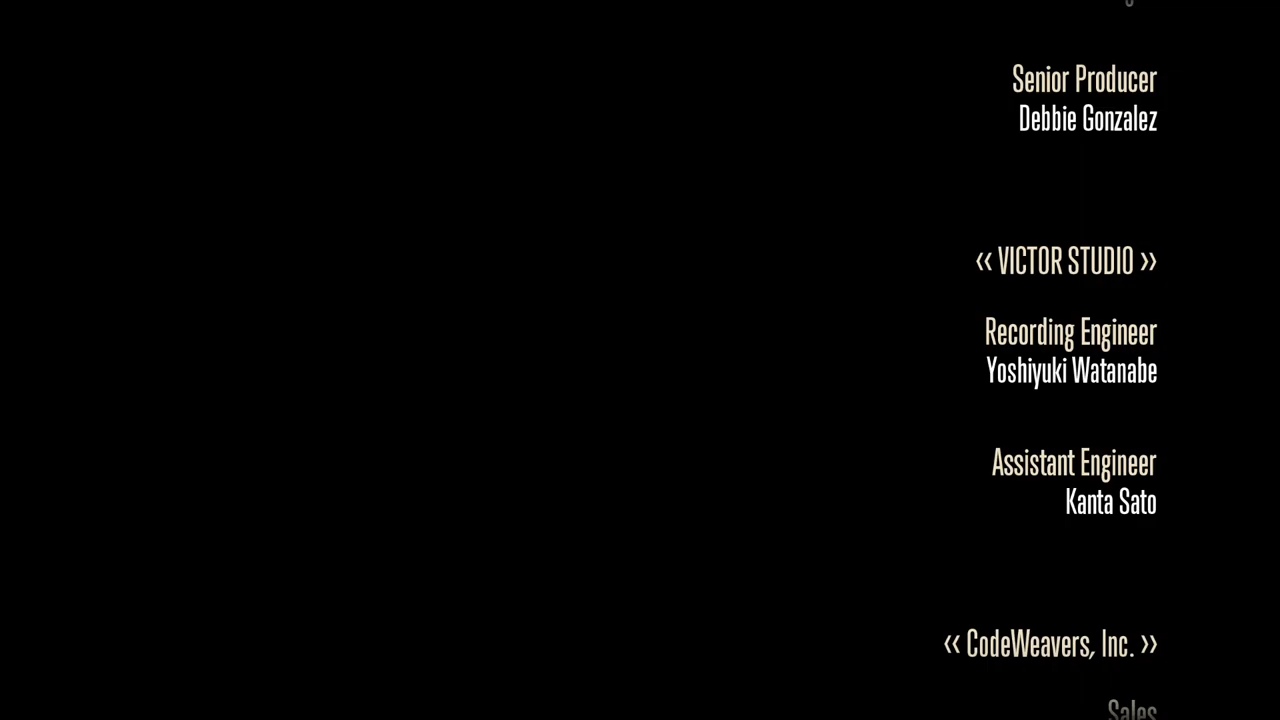 Senior Producer
Debbie Gonzalez
‹‹ VICTOR STUDIO ››
Recording Engineer
Yoshiyuki Watanabe
Assistant Engineer
Kanta Sato
‹‹ CodeWeavers, Inc. ››
Sales